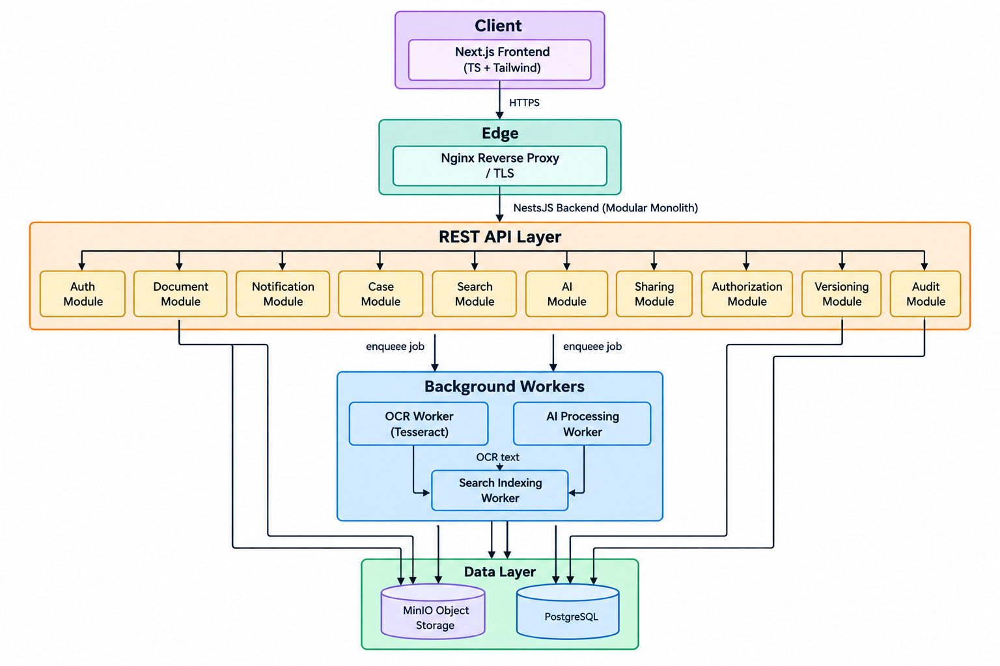 Client
Next.js Frontend
(TS + Tailwind)
HTTPS
Edge
Nginx Reverse Proxy
/ TLS
NestsJS Backend (Modular Monolith)
REST API Layer
Auth
Module
Document
Module
Notification
Module
Case
Module
Search
Module
AI
Module
Sharing
Module
Authorization
Module
Versioning
Module
Audit
Module
enqueee job
enqueee job
Background Workers
OCR Worker
(Tesseract)
AI Processing
Worker
OCR text
Search Indexing
Worker
Data Layer
MinIO Object
Storage
PostgreSQL